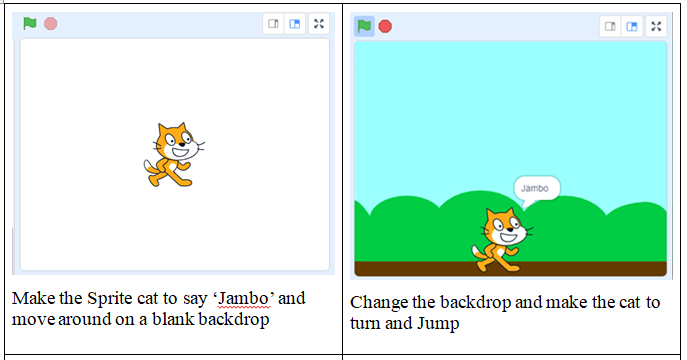 Jambo
Make the Sprite cat to say ‘Jambo’ and
move around on a blank backdrop
Change the backdrop and make the cat to
turn and Jump